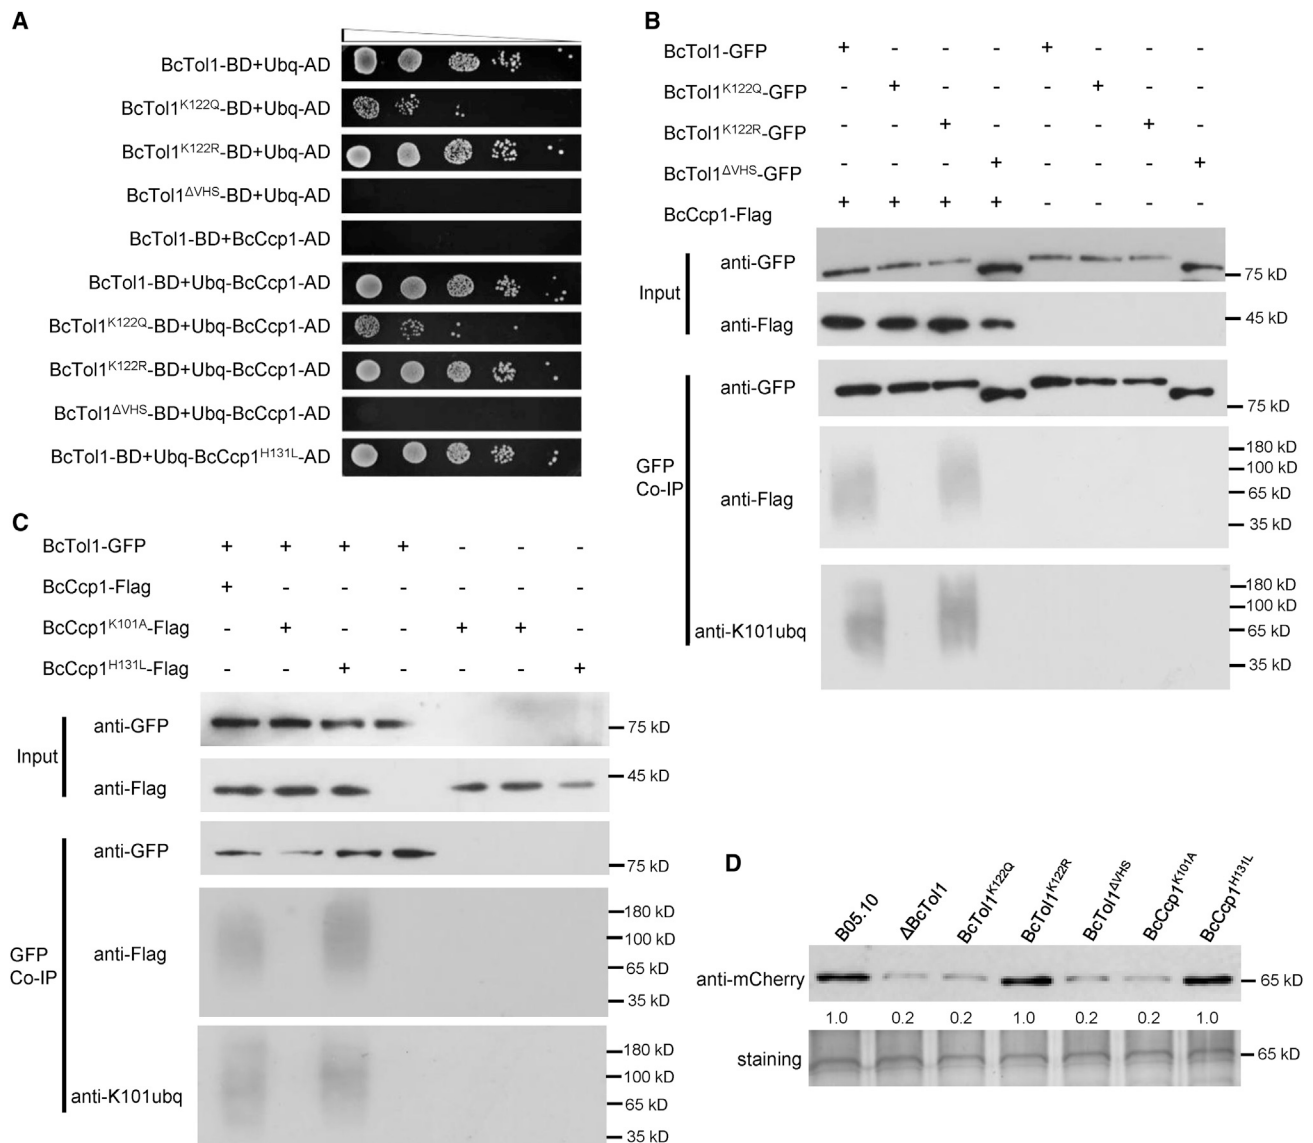 A
BcTol1-BD+Ubq-AD
BcTol1K122Q-BD+Ubq-AD
BcTol1K122R-BD+Ubq-AD
BcTol1ΔVHS-BD+Ubq-AD
BcTol1-BD+BcCcp1-AD
BcTol1-BD+Ubq-BcCcp1-AD
BcTol1K122Q-BD+Ubq-BcCcp1-AD
BcTol1K122R-BD+Ubq-BcCcp1-AD
BcTol1ΔVHS-BD+Ubq-BcCcp1-AD
BcTol1-BD+Ubq-BcCcp1H131L-AD
B
BcTol1-GFP + - - - + - - -
BcTol1K122Q-GFP - + - - - + - -
BcTol1K122R-GFP - - + - - - + -
BcTol1ΔVHS-GFP - - - + - - - +
BcCcp1-Flag + + + + - - - -
Input
anti-GFP
75 kD
anti-Flag
45 kD
GFP
Co-IP
anti-GFP
75 kD
anti-Flag
180 kD
100 kD
65 kD
35 kD
anti-K101ubq
180 kD
100 kD
65 kD
35 kD
C
BcTol1-GFP + + + + - - -
BcCcp1-Flag + - - - - - -
BcCcp1K101A-Flag - + - - + + -
BcCcp1H131L-Flag - - + - - - +
Input
anti-GFP
75 kD
anti-Flag
45 kD
GFP
Co-IP
anti-GFP
75 kD
anti-Flag
180 kD
100 kD
65 kD
35 kD
anti-K101ubq
180 kD
100 kD
65 kD
35 kD
D
B05.10
ΔBcTol1
BcTol1K122Q
BcTol1K122R
BcTol1ΔVHS
BcCcp1K101A
BcCcp1H131L
anti-mCherry
65 kD
1.0 0.2 0.2 1.0 0.2 0.2 1.0
staining
65 kD